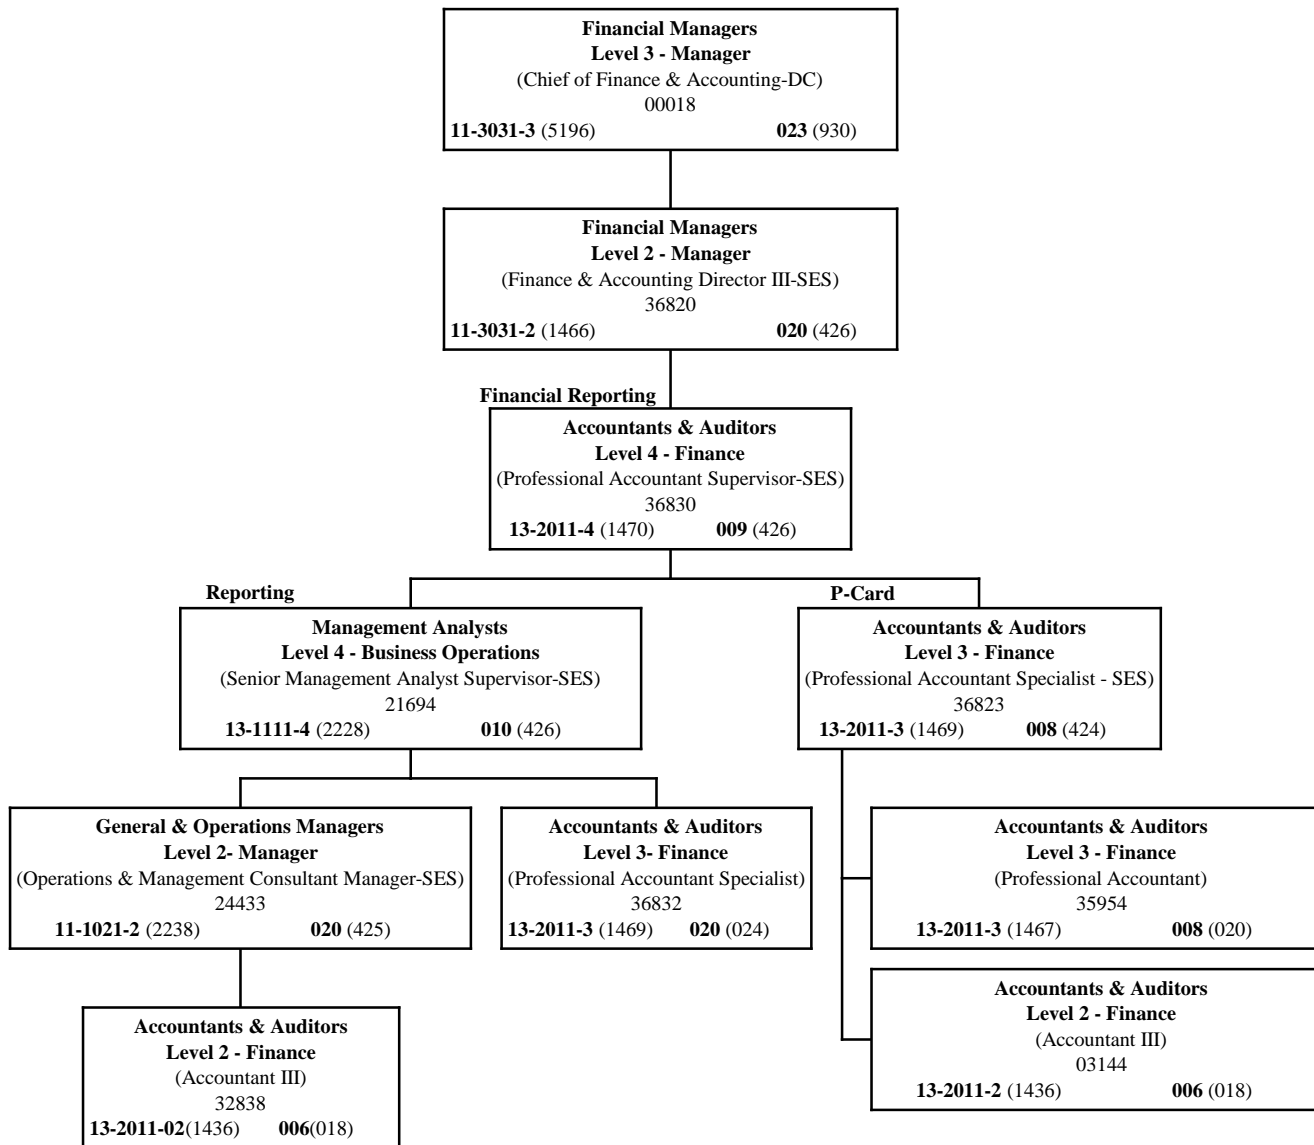 Financial Managers
Level 3 - Manager
(Chief of Finance & Accounting-DC)
00018
11-3031-3 (5196) 023 (930)
Financial Managers
Level 2 - Manager
(Finance & Accounting Director III-SES)
36820
11-3031-2 (1466) 020 (426)
Financial Reporting
Accountants & Auditors
Level 4 - Finance
(Professional Accountant Supervisor-SES)
36830
13-2011-4 (1470) 009 (426)
Reporting
Management Analysts
Level 4 - Business Operations
(Senior Management Analyst Supervisor-SES)
21694
13-1111-4 (2228) 010 (426)
P-Card
Accountants & Auditors
Level 3 - Finance
(Professional Accountant Specialist - SES)
36823
13-2011-3 (1469) 008 (424)
General & Operations Managers
Level 2- Manager
(Operations & Management Consultant Manager-SES)
24433
11-1021-2 (2238) 020 (425)
Accountants & Auditors
Level 3- Finance
(Professional Accountant Specialist)
36832
13-2011-3 (1469) 020 (024)
Accountants & Auditors
Level 3 - Finance
(Professional Accountant)
35954
13-2011-3 (1467) 008 (020)
Accountants & Auditors
Level 2 - Finance
(Accountant III)
32838
13-2011-02(1436) 006(018)
Accountants & Auditors
Level 2 - Finance
(Accountant III)
03144
13-2011-2 (1436) 006 (018)